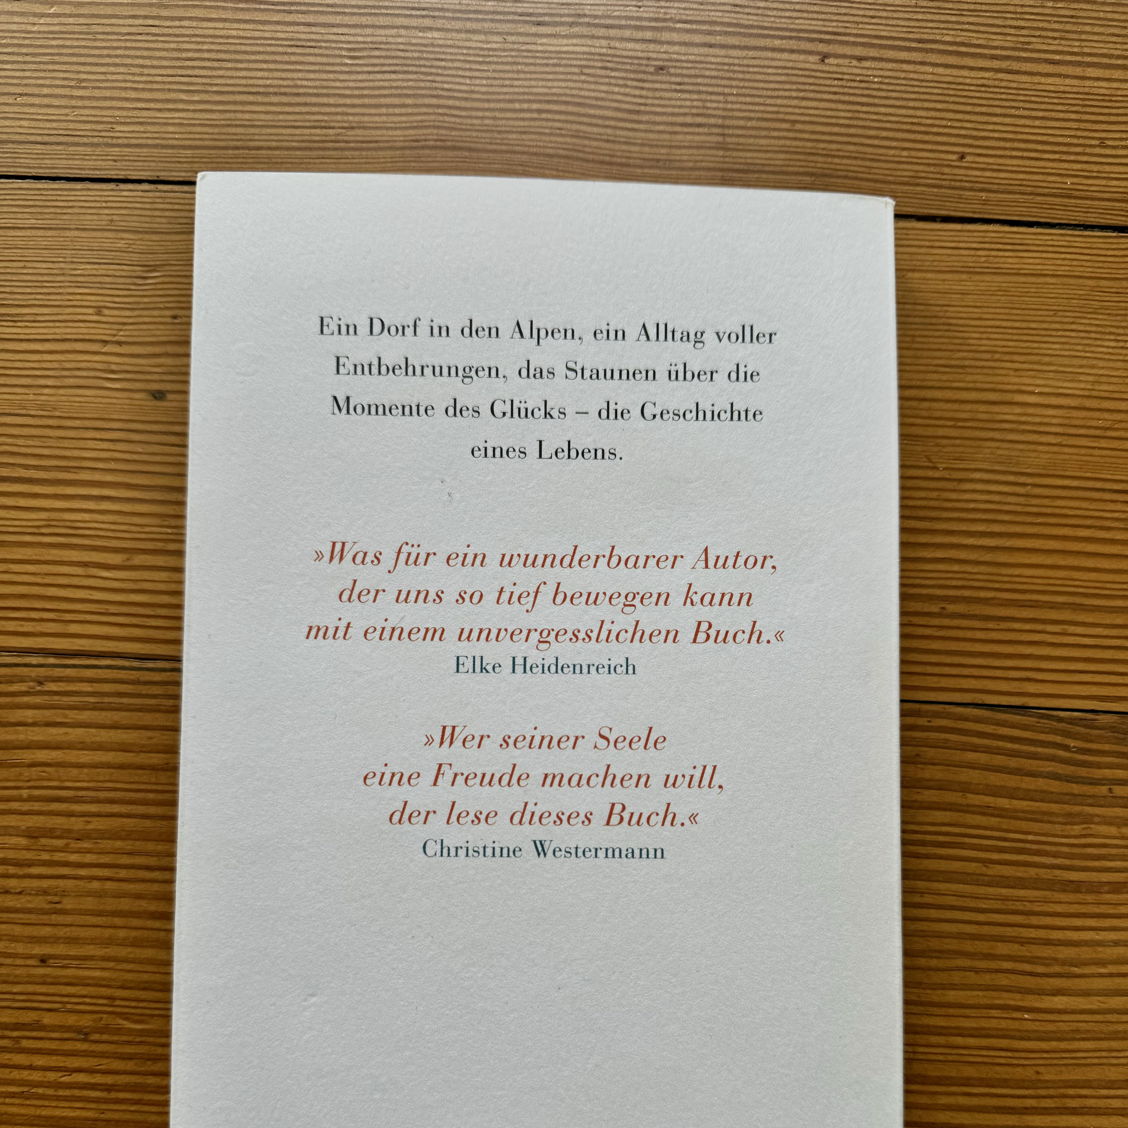 Ein Dorf in den Alpen, ein Alltag voller
Entbehrungen, das Staunen über die
Momente des Glücks – die Geschichte
eines Lebens.
»Was für ein wunderbarer Autor,
der uns so tief bewegen kann
mit einem unvergesslichen Buch.«
Elke Heidenreich
»Wer seiner Seele
eine Freude machen will,
der lese dieses Buch.«
Christine Westermann